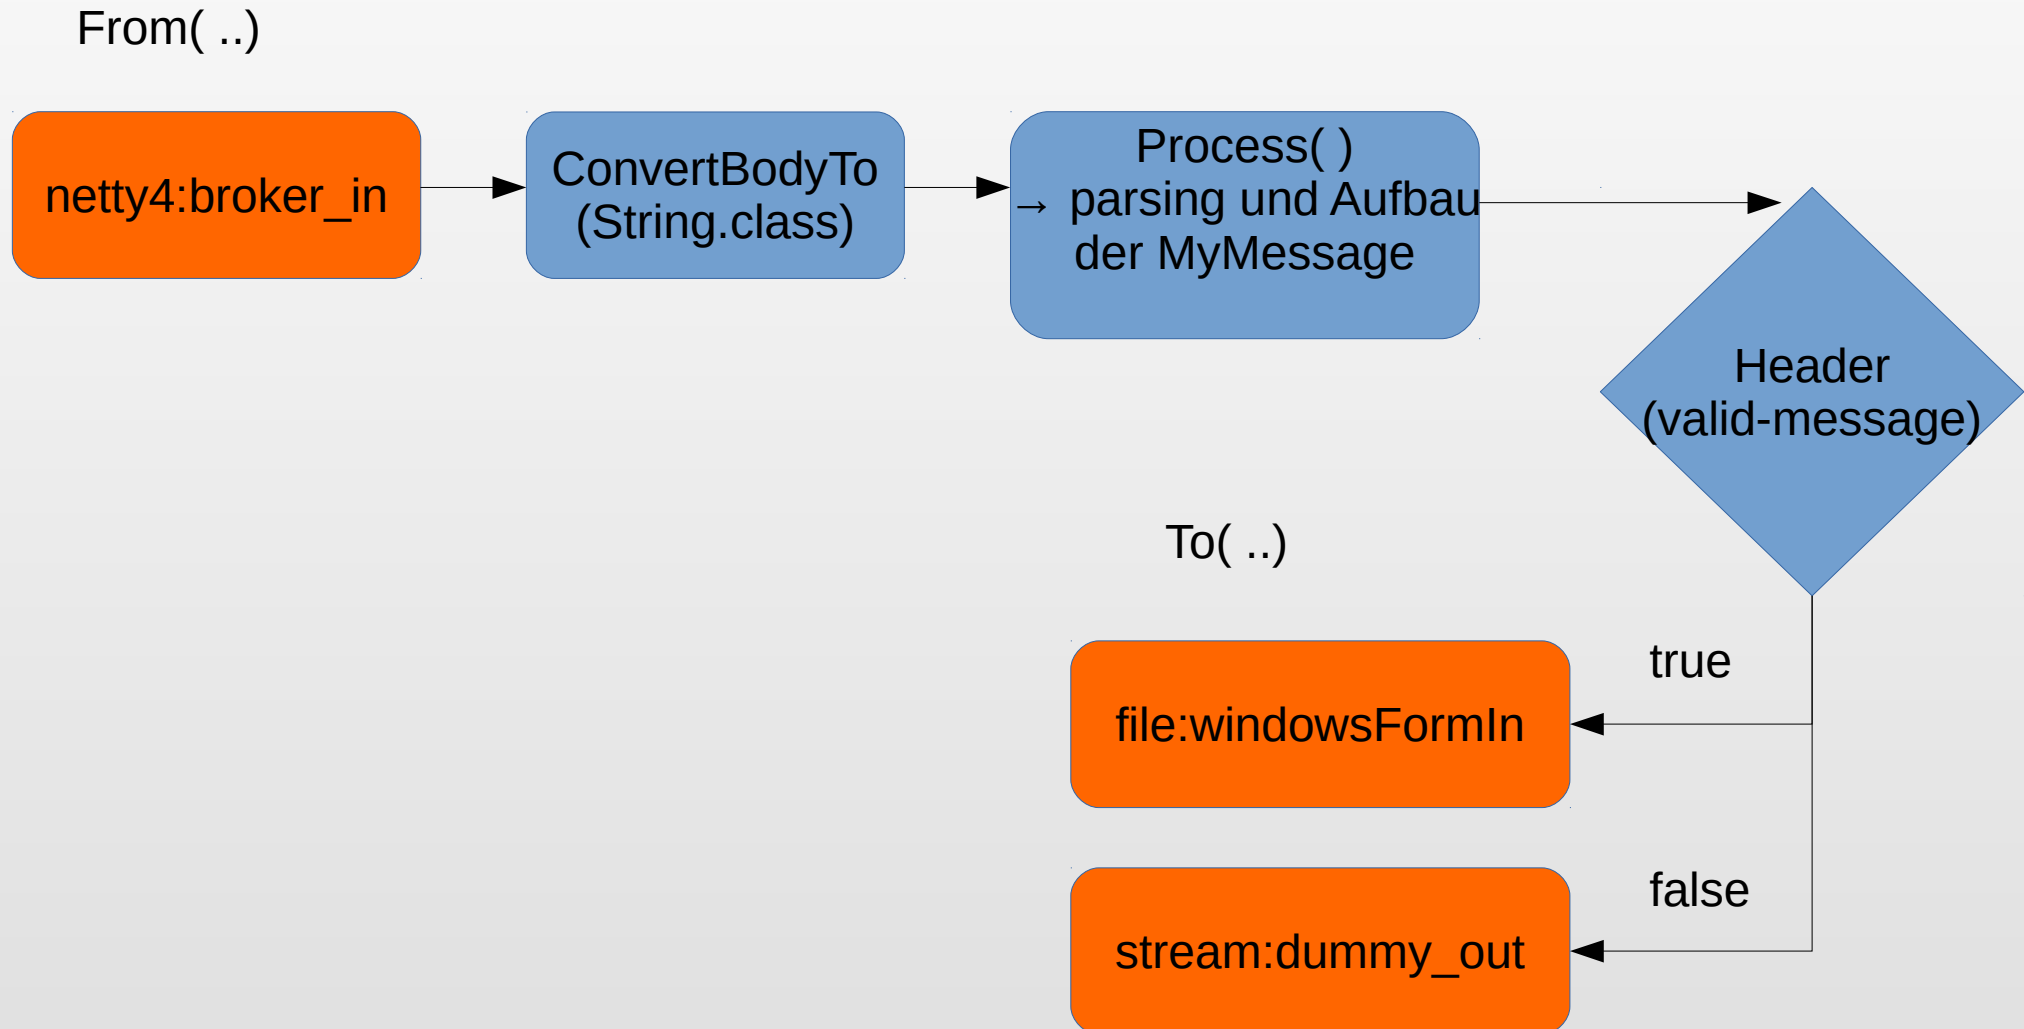 From( ..)
netty4:broker_in
ConvertBodyTo
(String.class)
Process( )
→ parsing und Aufbau
der MyMessage
Header
(valid-message)
To( ..)
true
file:windowsFormIn
false
stream:dummy_out